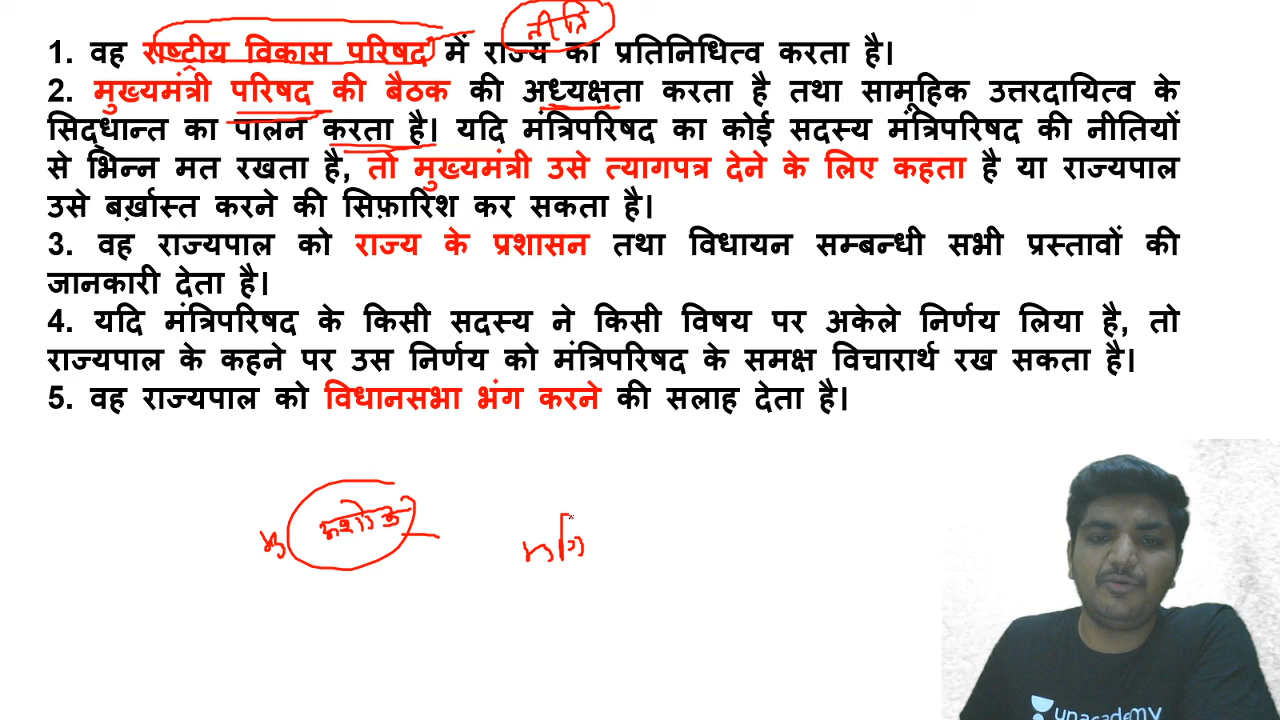 नीति
1. वह राष्ट्रीय विकास परिषद में राज्य का प्रतिनिधित्व करता है।
2. मुख्यमंत्री परिषद की बैठक की अध्यक्षता करता है तथा सामूहिक उत्तरदायित्व के
सिद्धान्त का पालन करता है। यदि मंत्रिपरिषद का कोई सदस्य मंत्रिपरिषद की नीतियों
से भिन्न मत रखता है, तो मुख्यमंत्री उसे त्यागपत्र देने के लिए कहता है या राज्यपाल
उसे बर्ख़ास्त करने की सिफ़ारिश कर सकता है।
3. वह राज्यपाल को राज्य के प्रशासन तथा विधायन सम्बन्धी सभी प्रस्तावों की
जानकारी देता है।
4. यदि मंत्रिपरिषद के किसी सदस्य ने किसी विषय पर अकेले निर्णय लिया है, तो
राज्यपाल के कहने पर उस निर्णय को मंत्रिपरिषद के समक्ष विचारार्थ रख सकता है।
5. वह राज्यपाल को विधानसभा भंग करने की सलाह देता है।
unacademy